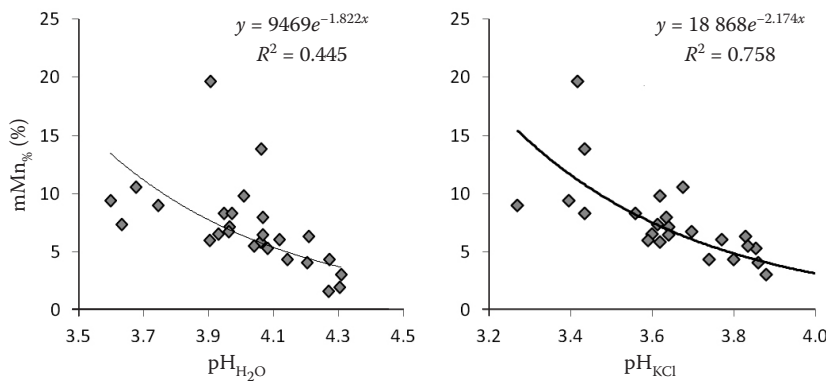 y = 9469e^–1.822x
R² = 0.445
mMn% (%)
25
20
15
10
5
0
3.5 3.7 3.9 4.1 4.3 4.5
pH_H₂O
y = 18 868e^–2.174x
R² = 0.758
25
20
15
10
5
0
3.2 3.4 3.6 3.8 4.0
pH_KCl